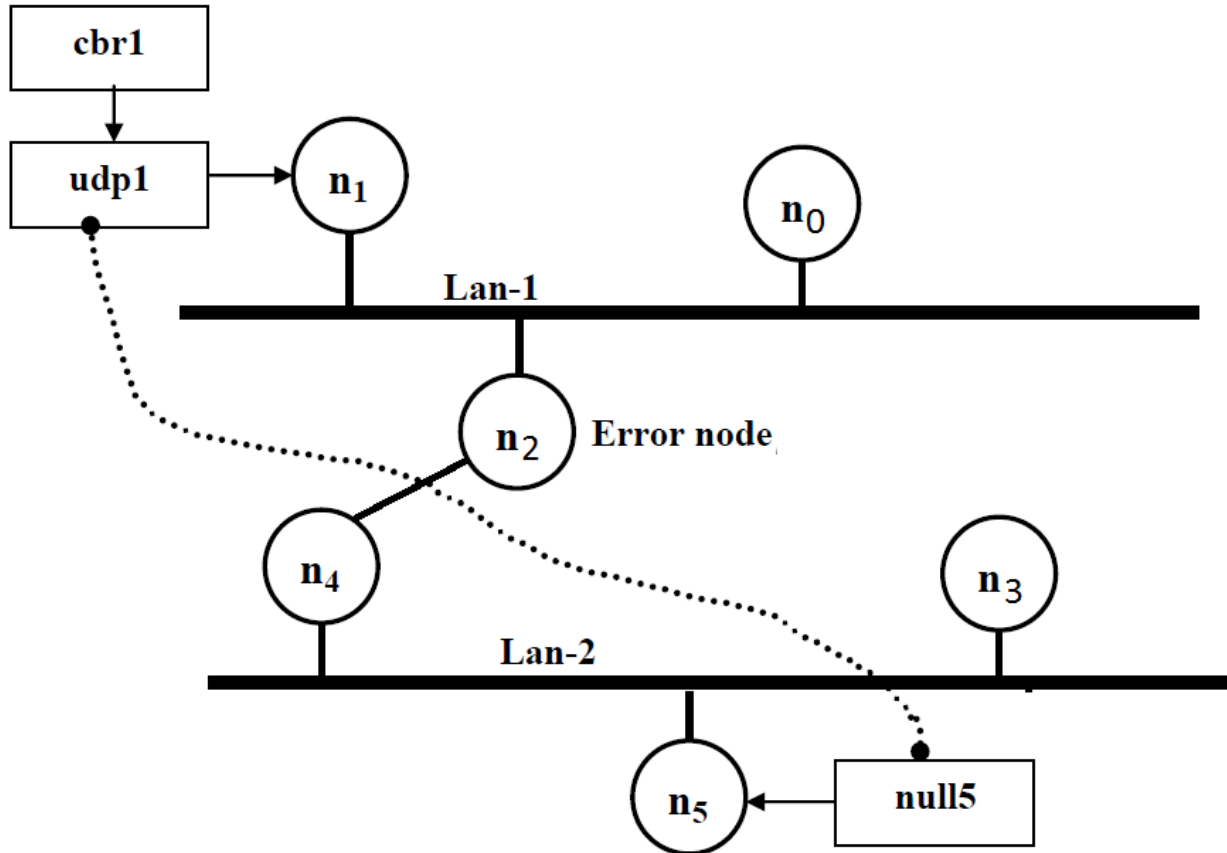 cbr1
udp1
n₁
n₀
Lan-1
n₂
Error node
n₄
n₃
Lan-2
n₅
null5